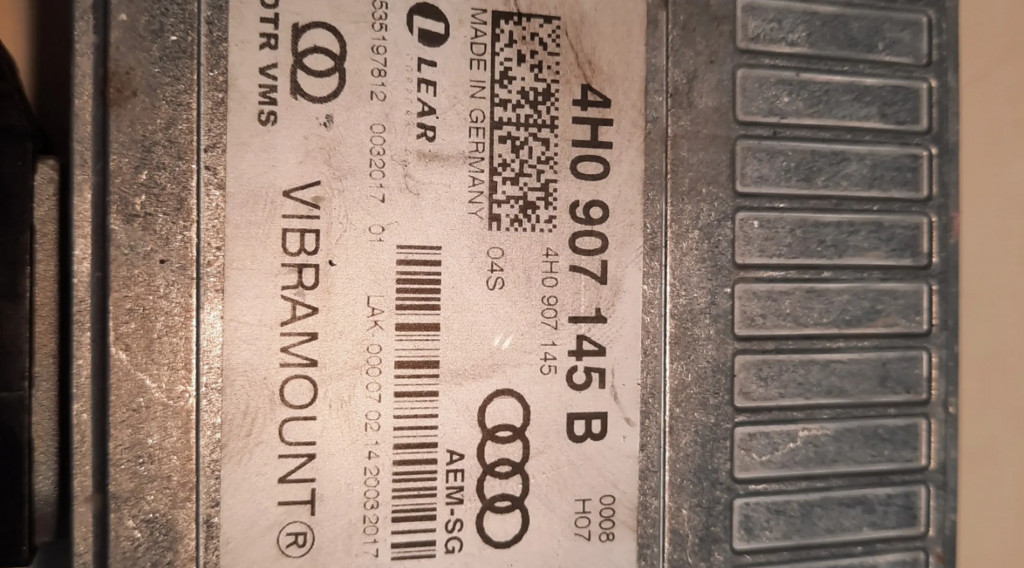 4H0 907 145 B
0008
4H0 907 145
H07
04S
MADE IN GERMANY
LEAR
AEM-SG
LAK 000 07 02 14 2003 2017
535197812 0032017 01
VIBRAMOUNT®
VMS